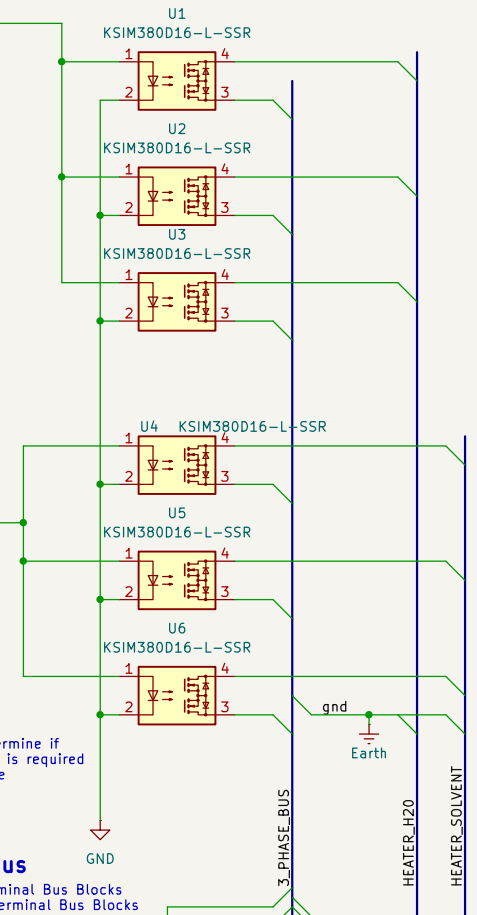 U1
KSIM380D16-L-SSR
1
4
2
3
U2
KSIM380D16-L-SSR
1
4
2
3
U3
KSIM380D16-L-SSR
1
4
2
3
U4 KSIM380D16-L-SSR
1
4
2
3
U5
KSIM380D16-L-SSR
1
4
2
3
U6
KSIM380D16-L-SSR
1
4
2
3
gnd
Earth
ermine if
is required
e
3_PHASE_BUS
HEATER_H20
HEATER_SOLVENT
GND
us
minal Bus Blocks
erminal Bus Blocks